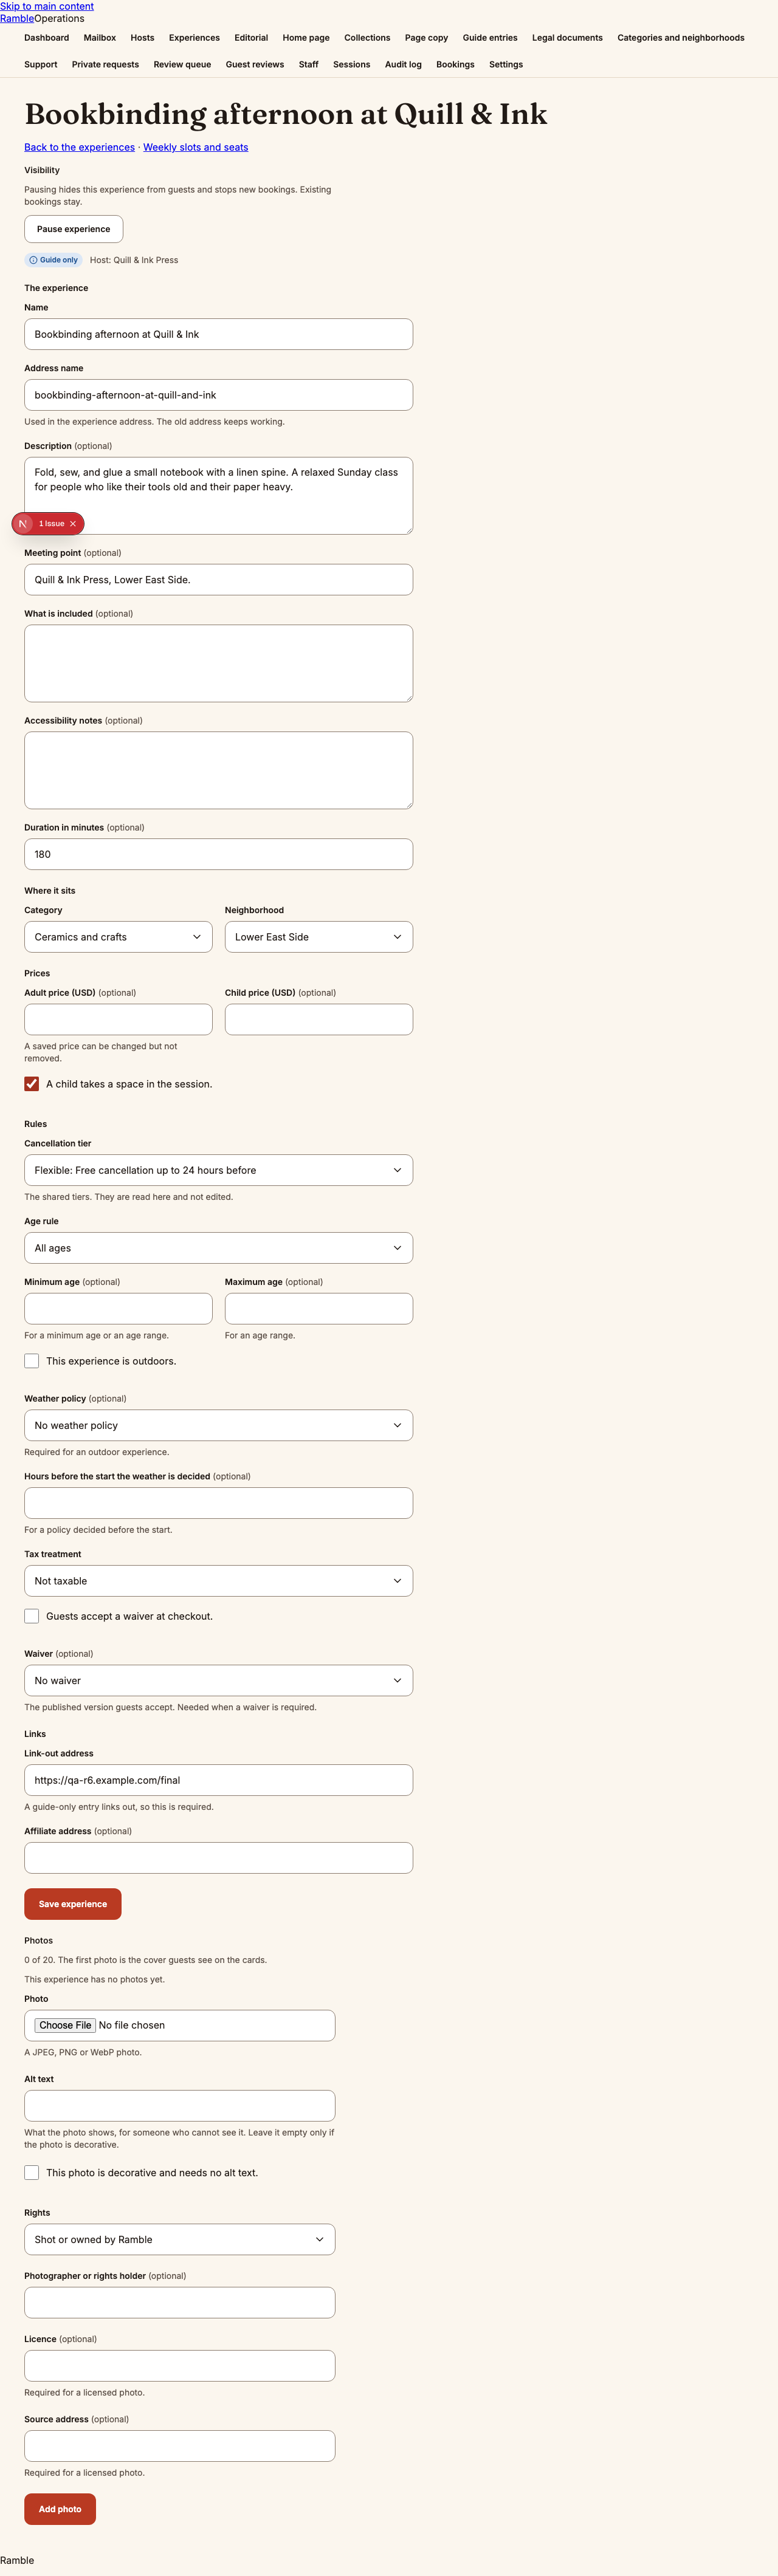 Skip to main content
RambleOperations
Dashboard Mailbox Hosts Experiences Editorial Home page Collections Page copy Guide entries Legal documents Categories and neighborhoods
Support Private requests Review queue Guest reviews Staff Sessions Audit log Bookings Settings
Bookbinding afternoon at Quill & Ink
Back to the experiences · Weekly slots and seats
Visibility
Pausing hides this experience from guests and stops new bookings. Existing
bookings stay.
Pause experience
Guide only Host: Quill & Ink Press
The experience
Name
Bookbinding afternoon at Quill & Ink
Address name
bookbinding-afternoon-at-quill-and-ink
Used in the experience address. The old address keeps working.
Description (optional)
Fold, sew, and glue a small notebook with a linen spine. A relaxed Sunday class
for people who like their tools old and their paper heavy.
N 1 Issue
Meeting point (optional)
Quill & Ink Press, Lower East Side.
What is included (optional)
Accessibility notes (optional)
Duration in minutes (optional)
180
Where it sits
Category Neighborhood
Ceramics and crafts Lower East Side
Prices
Adult price (USD) (optional) Child price (USD) (optional)
A saved price can be changed but not
removed.
A child takes a space in the session.
Rules
Cancellation tier
Flexible: Free cancellation up to 24 hours before
The shared tiers. They are read here and not edited.
Age rule
All ages
Minimum age (optional) Maximum age (optional)
For a minimum age or an age range. For an age range.
This experience is outdoors.
Weather policy (optional)
No weather policy
Required for an outdoor experience.
Hours before the start the weather is decided (optional)
For a policy decided before the start.
Tax treatment
Not taxable
Guests accept a waiver at checkout.
Waiver (optional)
No waiver
The published version guests accept. Needed when a waiver is required.
Links
Link-out address
https://qa-r6.example.com/final
A guide-only entry links out, so this is required.
Affiliate address (optional)
Save experience
Photos
0 of 20. The first photo is the cover guests see on the cards.
This experience has no photos yet.
Photo
Choose File No file chosen
A JPEG, PNG or WebP photo.
Alt text
What the photo shows, for someone who cannot see it. Leave it empty only if
the photo is decorative.
This photo is decorative and needs no alt text.
Rights
Shot or owned by Ramble
Photographer or rights holder (optional)
Licence (optional)
Required for a licensed photo.
Source address (optional)
Required for a licensed photo.
Add photo
Ramble